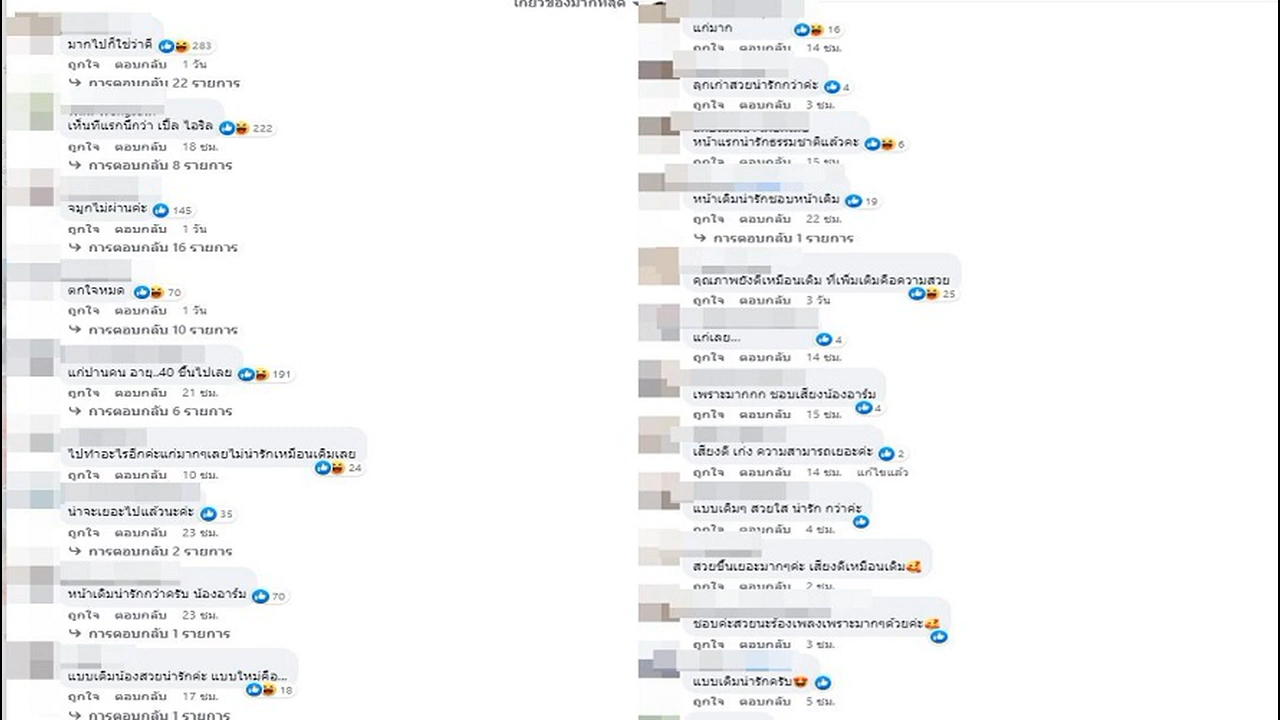 เกี่ยวข้องมากที่สุด
มากไปก็ใช่ว่าดี 283
ถูกใจ ตอบกลับ 1 วัน
การตอบกลับ 22 รายการ
เห็นทีแรกนึกว่า เปิ้ล ไอริล 222
ถูกใจ ตอบกลับ 18 ชม.
การตอบกลับ 8 รายการ
จมูกไม่ผ่านค่ะ 145
ถูกใจ ตอบกลับ 1 วัน
การตอบกลับ 16 รายการ
ตกใจหมด 70
ถูกใจ ตอบกลับ 1 วัน
การตอบกลับ 10 รายการ
แก่ปานคน อายุ..40 ขึ้นไปเลย 191
ถูกใจ ตอบกลับ 21 ชม.
การตอบกลับ 6 รายการ
ไปทำอะไรอีกค่ะแก่มากๆเลยไม่น่ารักเหมือนเดิมเลย
24
ถูกใจ ตอบกลับ 10 ชม.
น่าจะเยอะไปแล้วนะค่ะ 35
ถูกใจ ตอบกลับ 23 ชม.
การตอบกลับ 2 รายการ
หน้าเดิมน่ารักกว่าครับ น้องอาร์ม 70
ถูกใจ ตอบกลับ 23 ชม.
การตอบกลับ 1 รายการ
แบบเดิมน้องสวยน่ารักค่ะ แบบใหม่คือ...
18
ถูกใจ ตอบกลับ 17 ชม.
การตอบกลับ 1 รายการ
แก่มาก 16
ถูกใจ ตอบกลับ 14 ชม.
ลุกเก่าสวยน่ารักกว่าค่ะ 4
ถูกใจ ตอบกลับ 3 ชม.
หน้าแรกน่ารักธรรมชาติแล้วคะ 6
ถูกใจ ตอบกลับ 15 ชม.
หน้าเดิมน่ารักชอบหน้าเดิม 19
ถูกใจ ตอบกลับ 22 ชม.
การตอบกลับ 1 รายการ
คุณภาพยังดีเหมือนเดิม ที่เพิ่มเติมคือความสวย
25
ถูกใจ ตอบกลับ 3 วัน
แก่เลย... 4
ถูกใจ ตอบกลับ 14 ชม.
เพราะมากกก ชอบเสียงน้องอาร์ม
4
ถูกใจ ตอบกลับ 15 ชม.
เสียงดี เก่ง ความสามารถเยอะค่ะ 2
ถูกใจ ตอบกลับ 14 ชม. แก้ไขแล้ว
แบบเดิมๆ สวยใส น่ารัก กว่าค่ะ
ถูกใจ ตอบกลับ 4 ชม.
สวยขึ้นเยอะมากๆค่ะ เสียงดีเหมือนเดิม🥰
ถูกใจ ตอบกลับ 2 ชม.
ชอบค่ะสวยนะร้องเพลงเพราะมากๆด้วยค่ะ🥰
ถูกใจ ตอบกลับ 3 ชม.
แบบเดิมน่ารักครับ😍
ถูกใจ ตอบกลับ 5 ชม.